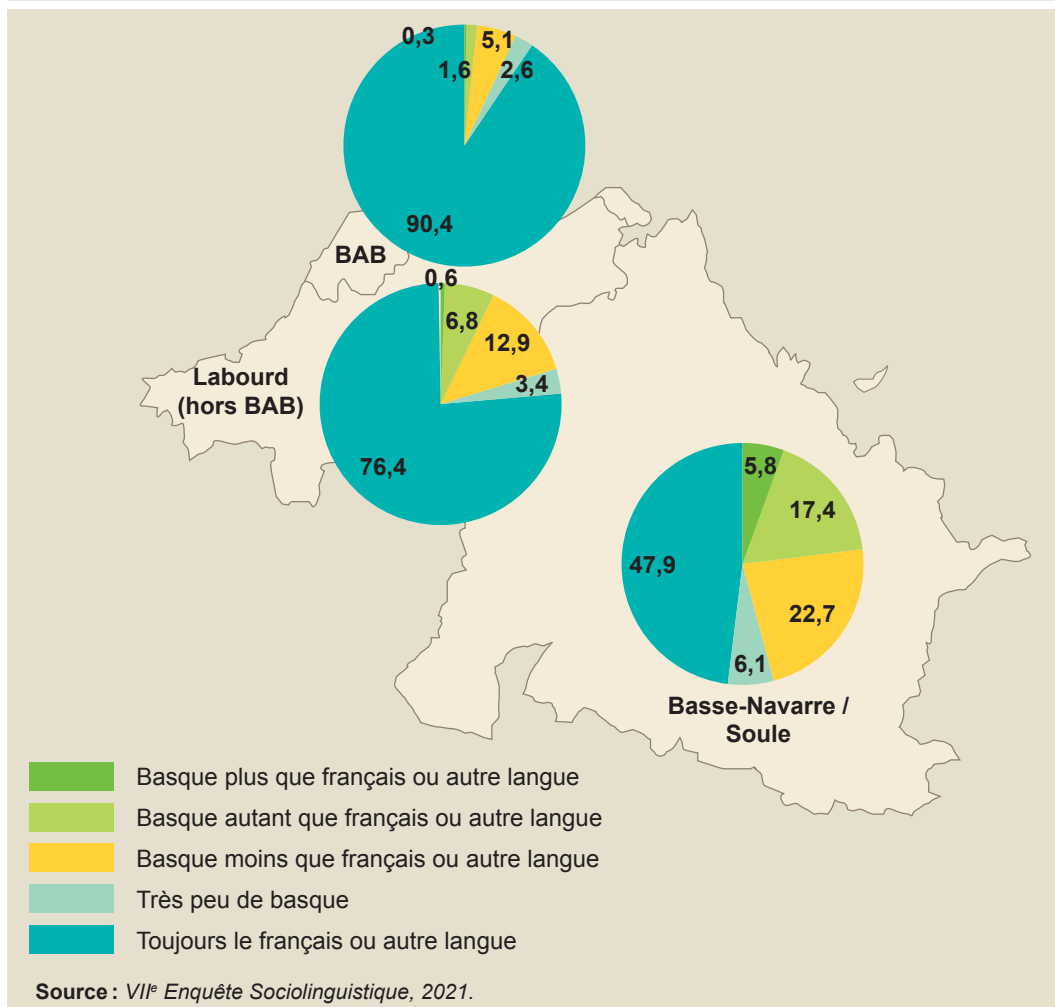 0,3
1,6
5,1
2,6
90,4
BAB
0,6
6,8
12,9
3,4
76,4
Labourd
(hors BAB)
5,8
17,4
47,9
22,7
6,1
Basse-Navarre /
Soule
Basque plus que français ou autre langue
Basque autant que français ou autre langue
Basque moins que français ou autre langue
Très peu de basque
Toujours le français ou autre langue
Source : VIIe Enquête Sociolinguistique, 2021.